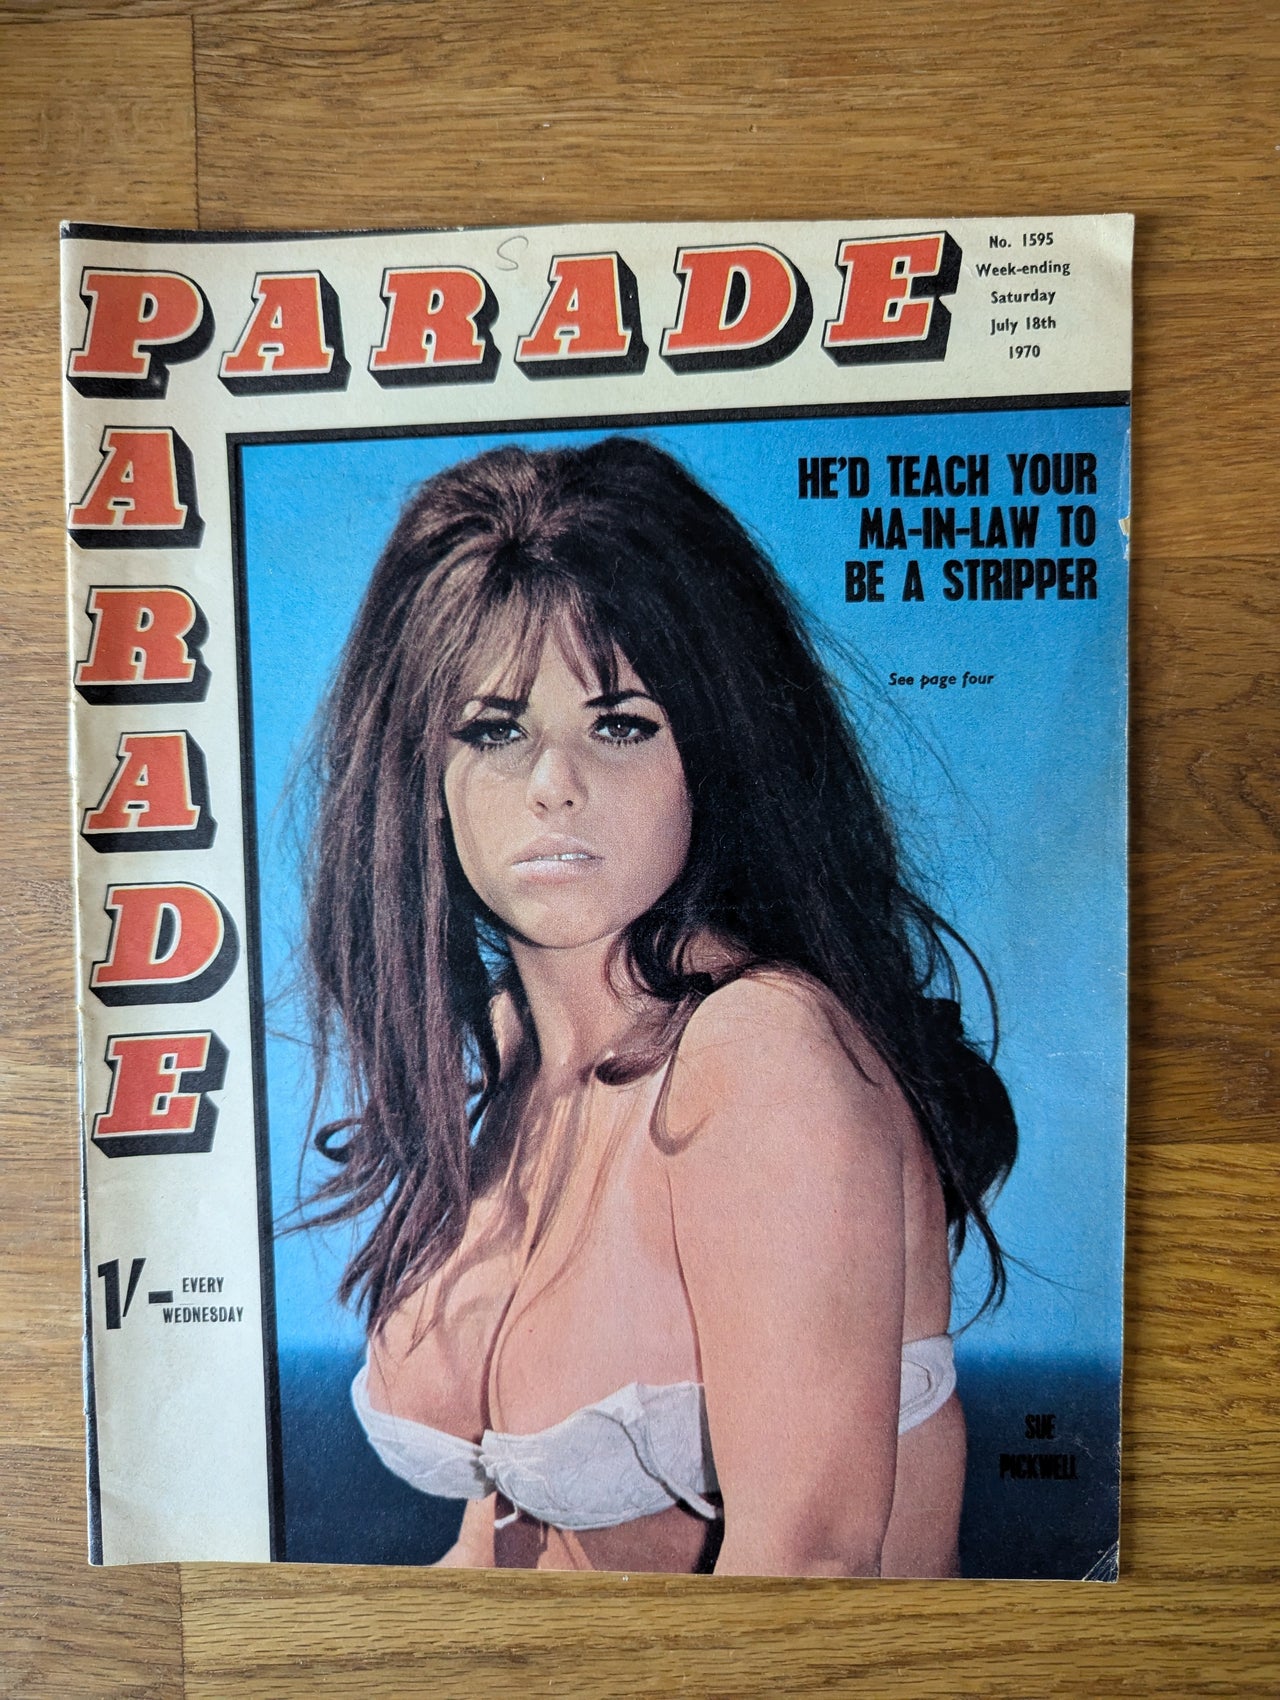 PARADE
No. 1595
Week-ending
Saturday
July 18th
1970
PARADE
HE'D TEACH YOUR
MA-IN-LAW TO
BE A STRIPPER
See page four
1/-
EVERY
WEDNESDAY
SUE
PICKWELL
S